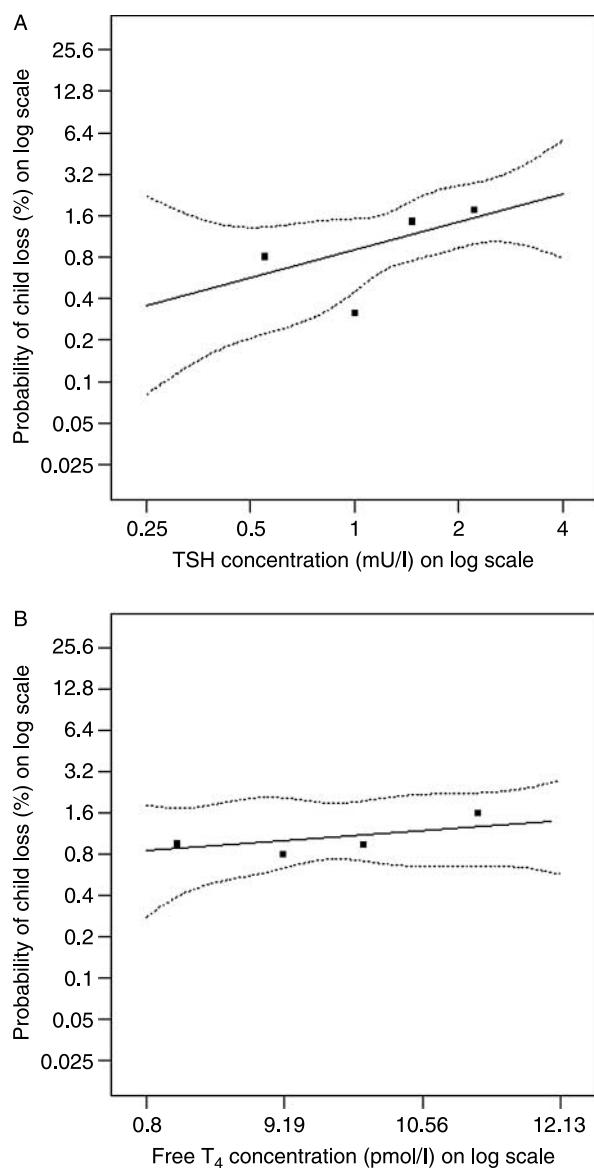 A
Probability of child loss (%) on log scale
25.6
12.8
6.4
3.2
1.6
0.8
0.4
0.2
0.1
0.05
0.025
0.25 0.5 1 2 4
TSH concentration (mU/l) on log scale
B
Probability of child loss (%) on log scale
25.6
12.8
6.4
3.2
1.6
0.8
0.4
0.2
0.1
0.05
0.025
0.8 9.19 10.56 12.13
Free T4 concentration (pmol/l) on log scale